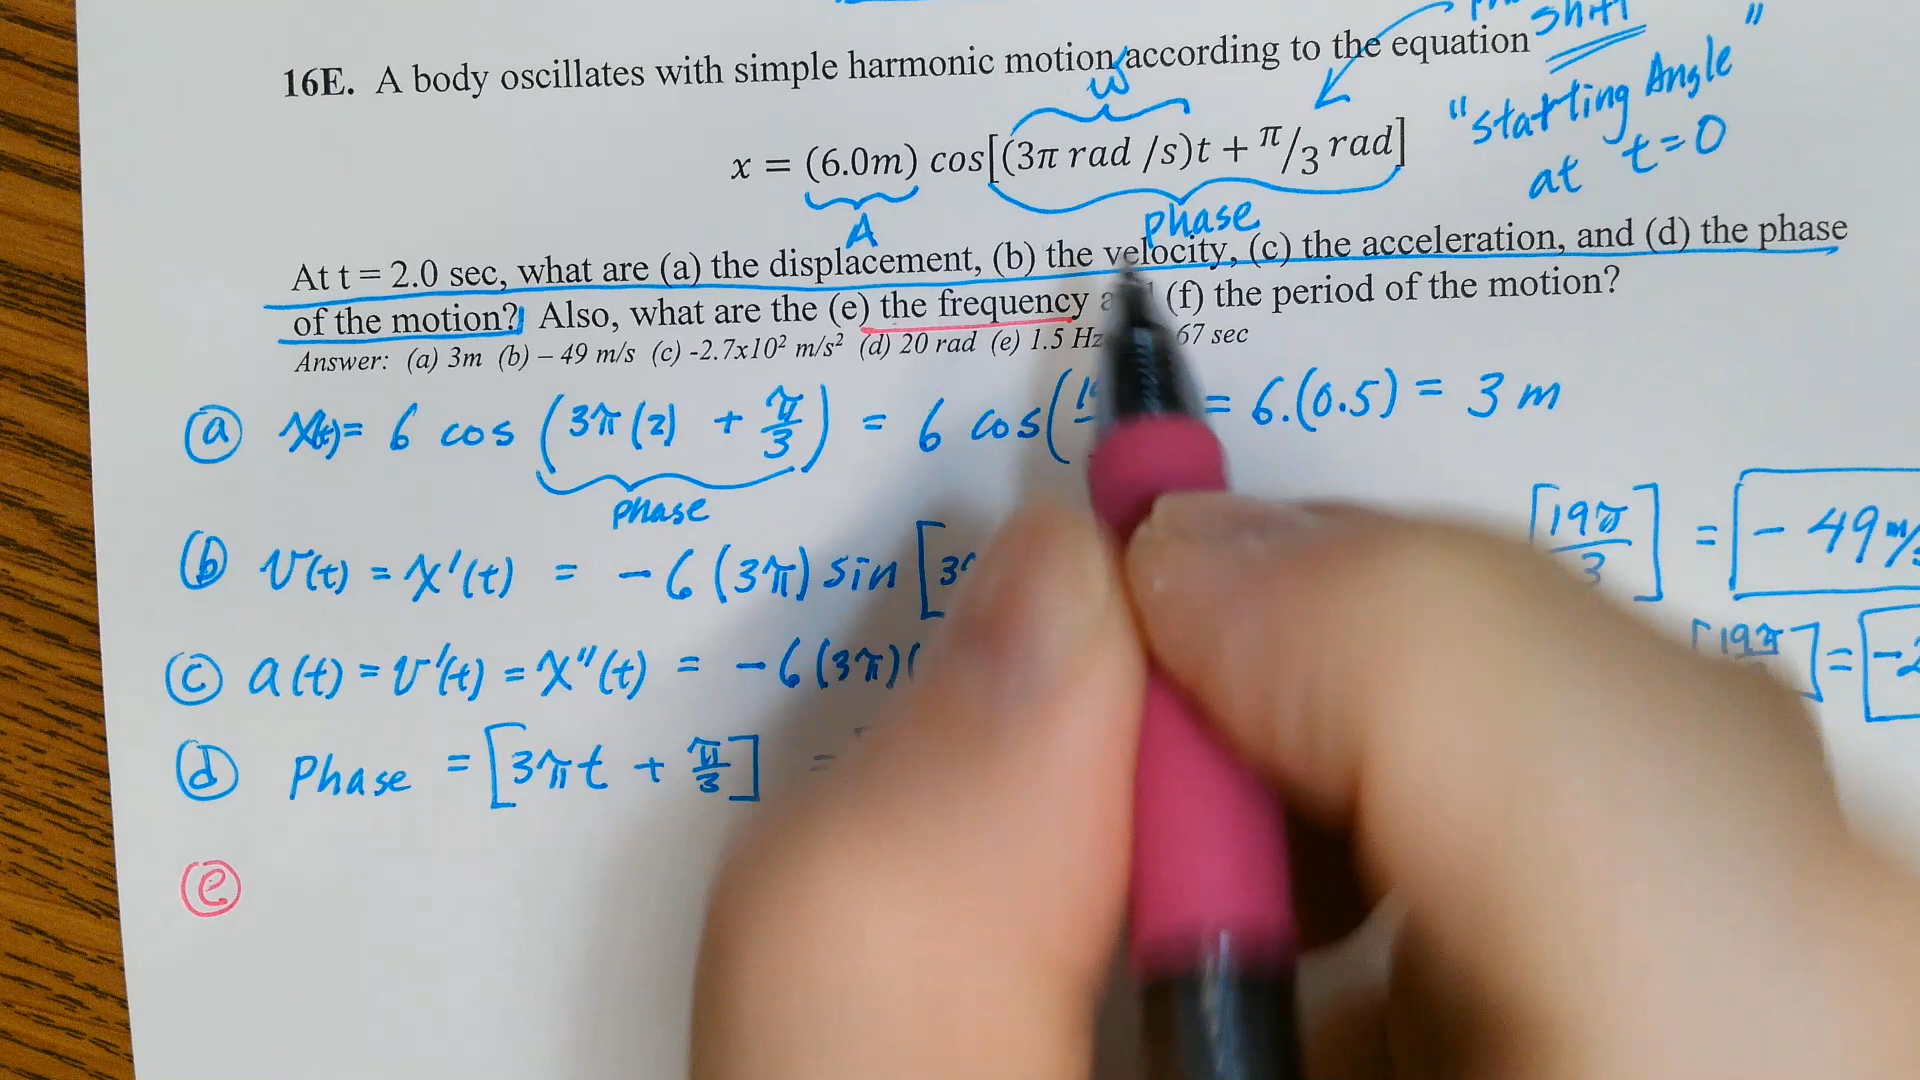 shift
16E. A body oscillates with simple harmonic motion according to the equation
ω
"starting Angle"
at t=0
x = (6.0m) cos[(3π rad /s)t + π/3 rad]
A
phase
At t = 2.0 sec, what are (a) the displacement, (b) the velocity, (c) the acceleration, and (d) the phase
of the motion? Also, what are the (e) the frequency (f) the period of the motion?
Answer: (a) 3m (b) – 49 m/s (c) -2.7x10² m/s² (d) 20 rad (e) 1.5 Hz 67 sec
(a) x(t)= 6 cos (3π(2) + π/3) = 6 cos( = 6.(0.5) = 3 m
phase
(b) v(t) = x'(t) = -6(3π) sin [3 [19π/3] = -49 m/
(c) a(t) = v'(t) = x"(t) = -6(3π)( [19π ] = -2
(d) Phase = [3πt + π/3] =
(e)